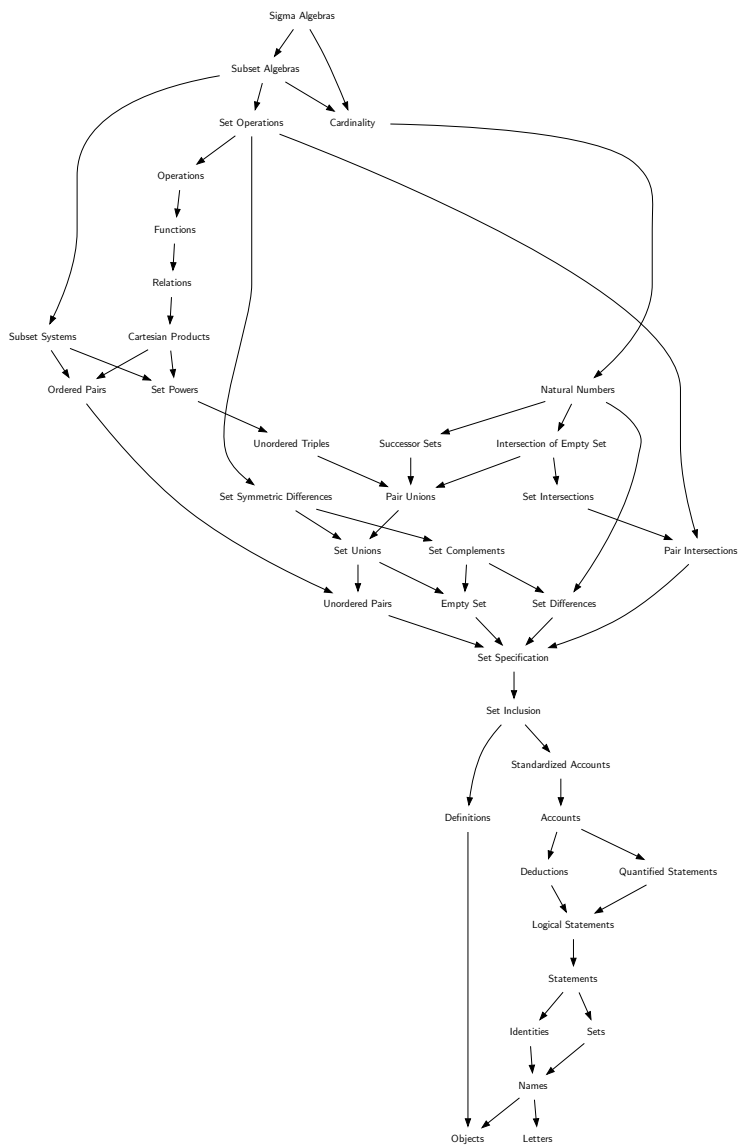 Sigma Algebras
Subset Algebras
Set Operations
Cardinality
Operations
Functions
Relations
Subset Systems
Cartesian Products
Ordered Pairs
Set Powers
Natural Numbers
Unordered Triples
Successor Sets
Intersection of Empty Set
Set Symmetric Differences
Pair Unions
Set Intersections
Set Unions
Set Complements
Pair Intersections
Unordered Pairs
Empty Set
Set Differences
Set Specification
Set Inclusion
Standardized Accounts
Definitions
Accounts
Deductions
Quantified Statements
Logical Statements
Statements
Identities
Sets
Names
Objects
Letters